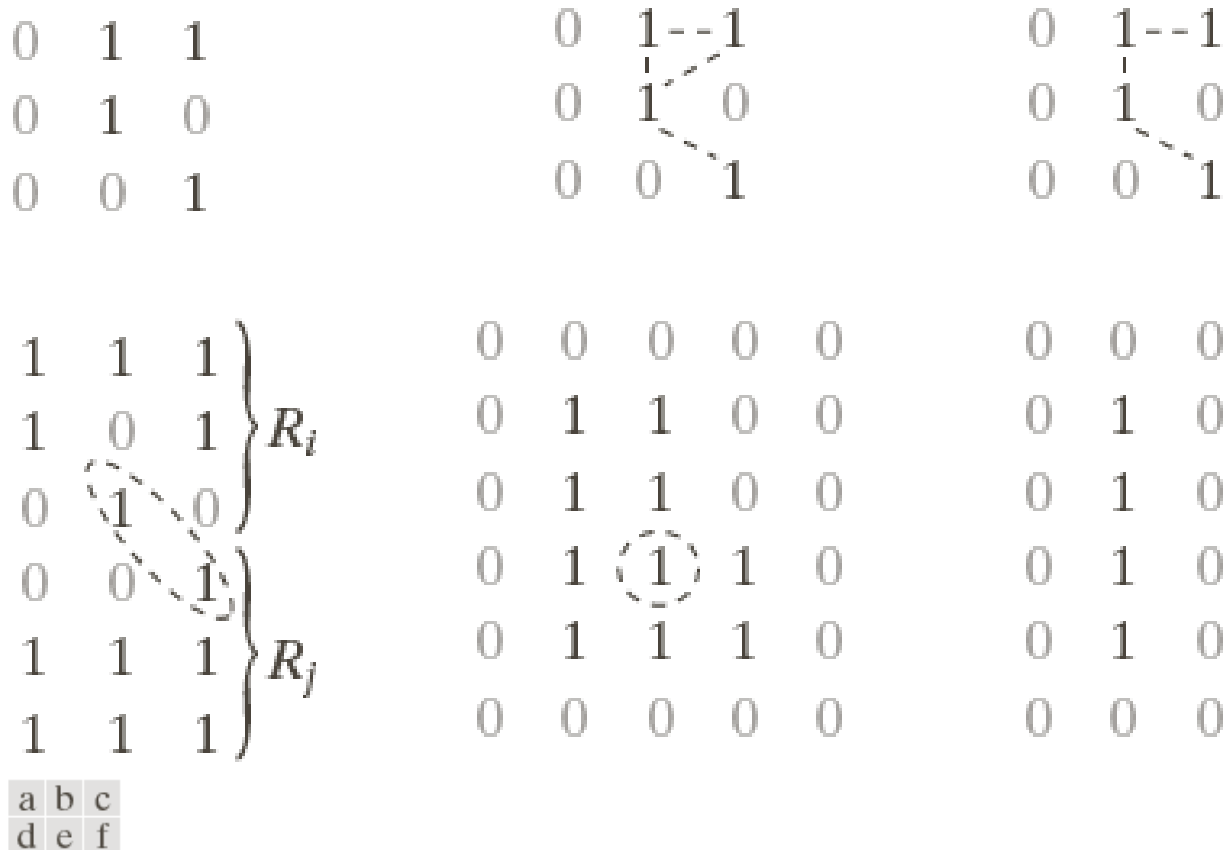 0 1 1 0 1 1 0 1 1
0 1 0 0 1 0 0 1 0
0 0 1 0 0 1 0 0 1
0 0 0 0 0 0 0 0
1 1 1
0 1 1 0 0 0 1 0
1 0 1 Ri
0 1 1 0 0 0 1 0
0 1 0
0 1 1 1 0 0 1 0
0 0 1
0 1 1 1 0 0 1 0
1 1 1 Rj
0 0 0 0 0 0 0 0
1 1 1
a b c
d e f